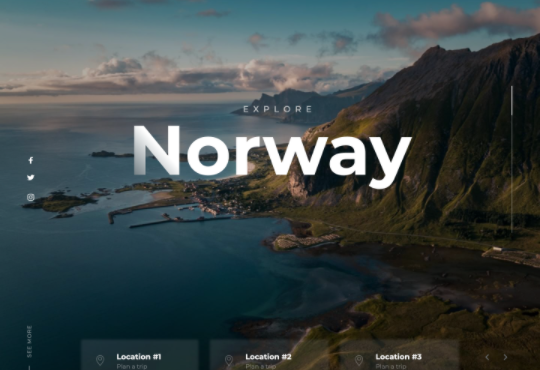 EXPLORE
Norway
SEE MORE
Location #1
Plan a trip
Location #2
Plan a trip
Location #3
Plan a trip